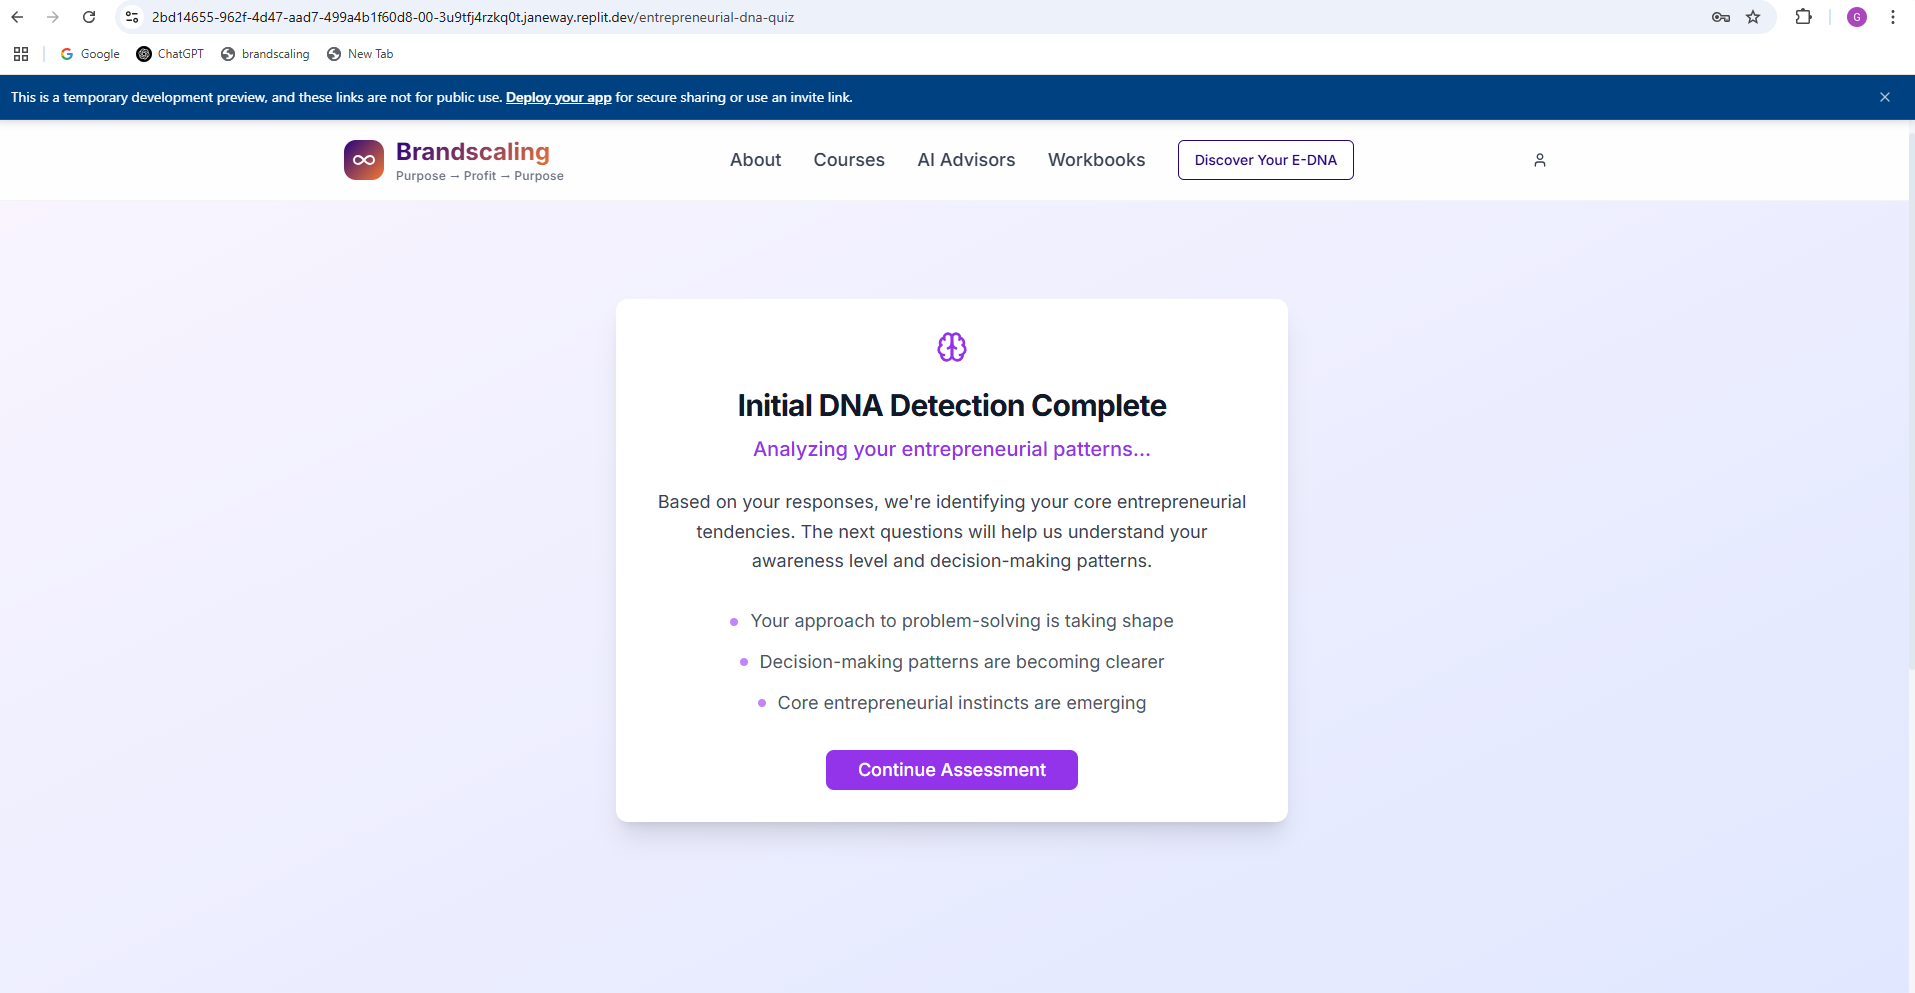 2bd14655-962f-4d47-aad7-499a4b1f60d8-00-3u9tfj4rzkq0t.janeway.replit.dev/entrepreneurial-dna-quiz
G
Google
ChatGPT
brandscaling
New Tab
This is a temporary development preview, and these links are not for public use. Deploy your app for secure sharing or use an invite link.
Brandscaling
Purpose → Profit → Purpose
About
Courses
AI Advisors
Workbooks
Discover Your E-DNA
Initial DNA Detection Complete
Analyzing your entrepreneurial patterns...
Based on your responses, we're identifying your core entrepreneurial
tendencies. The next questions will help us understand your
awareness level and decision-making patterns.
Your approach to problem-solving is taking shape
Decision-making patterns are becoming clearer
Core entrepreneurial instincts are emerging
Continue Assessment